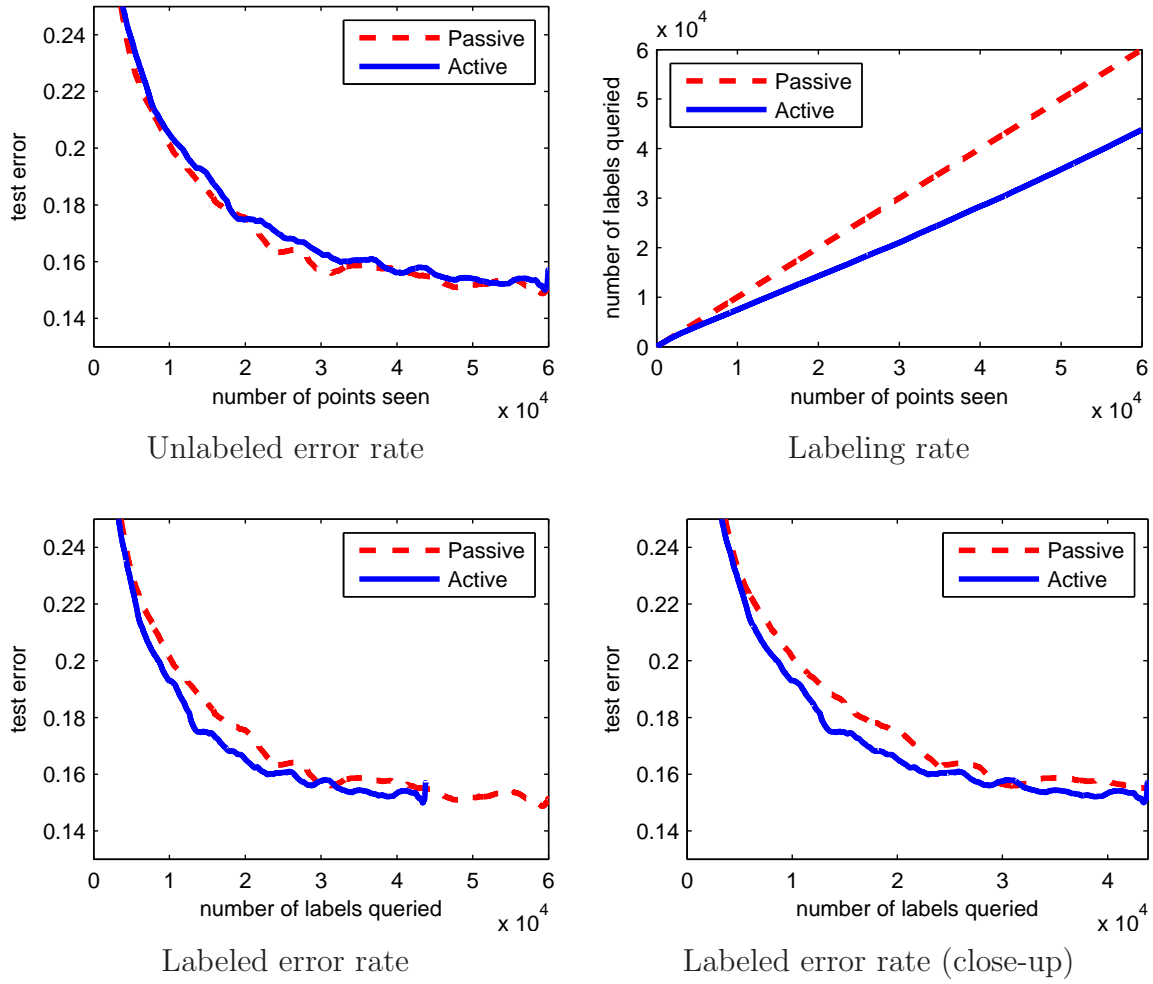 0.24
0.22
0.2
0.18
0.16
0.14
test error
0 1 2 3 4 5 6
number of points seen
x 10^4
Passive
Active
Unlabeled error rate
x 10^4
6
5
4
3
2
1
0
number of labels queried
0 1 2 3 4 5 6
number of points seen
x 10^4
Passive
Active
Labeling rate
0.24
0.22
0.2
0.18
0.16
0.14
test error
0 1 2 3 4 5 6
number of labels queried
x 10^4
Passive
Active
Labeled error rate
0.24
0.22
0.2
0.18
0.16
0.14
test error
0 1 2 3 4
number of labels queried
x 10^4
Passive
Active
Labeled error rate (close-up)